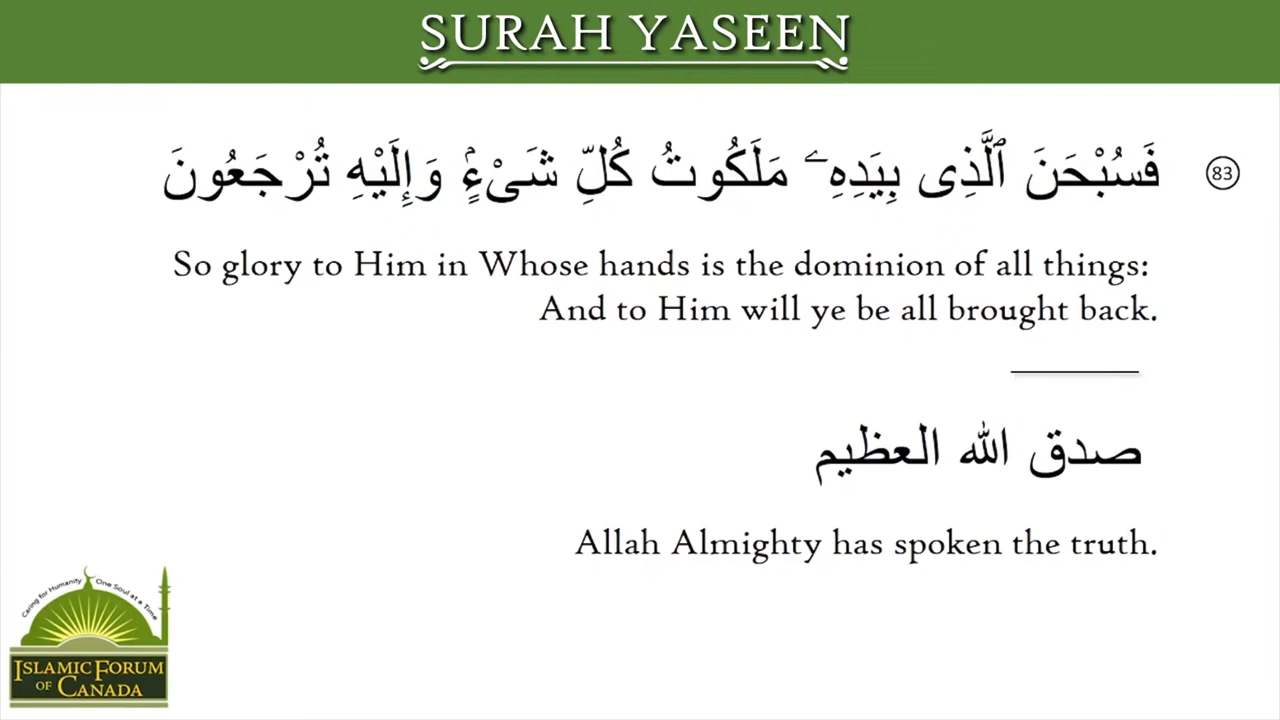 SURAH YASEEN
فَسُبْحَٰنَ ٱلَّذِى بِيَدِهِۦ مَلَكُوتُ كُلِّ شَىْءٍۢ وَإِلَيْهِ تُرْجَعُونَ 83
So glory to Him in Whose hands is the dominion of all things:
And to Him will ye be all brought back.
صدق الله العظيم
Allah Almighty has spoken the truth.
Caring for Humanity One Soul at a Time
ISLAMIC FORUM
OF CANADA